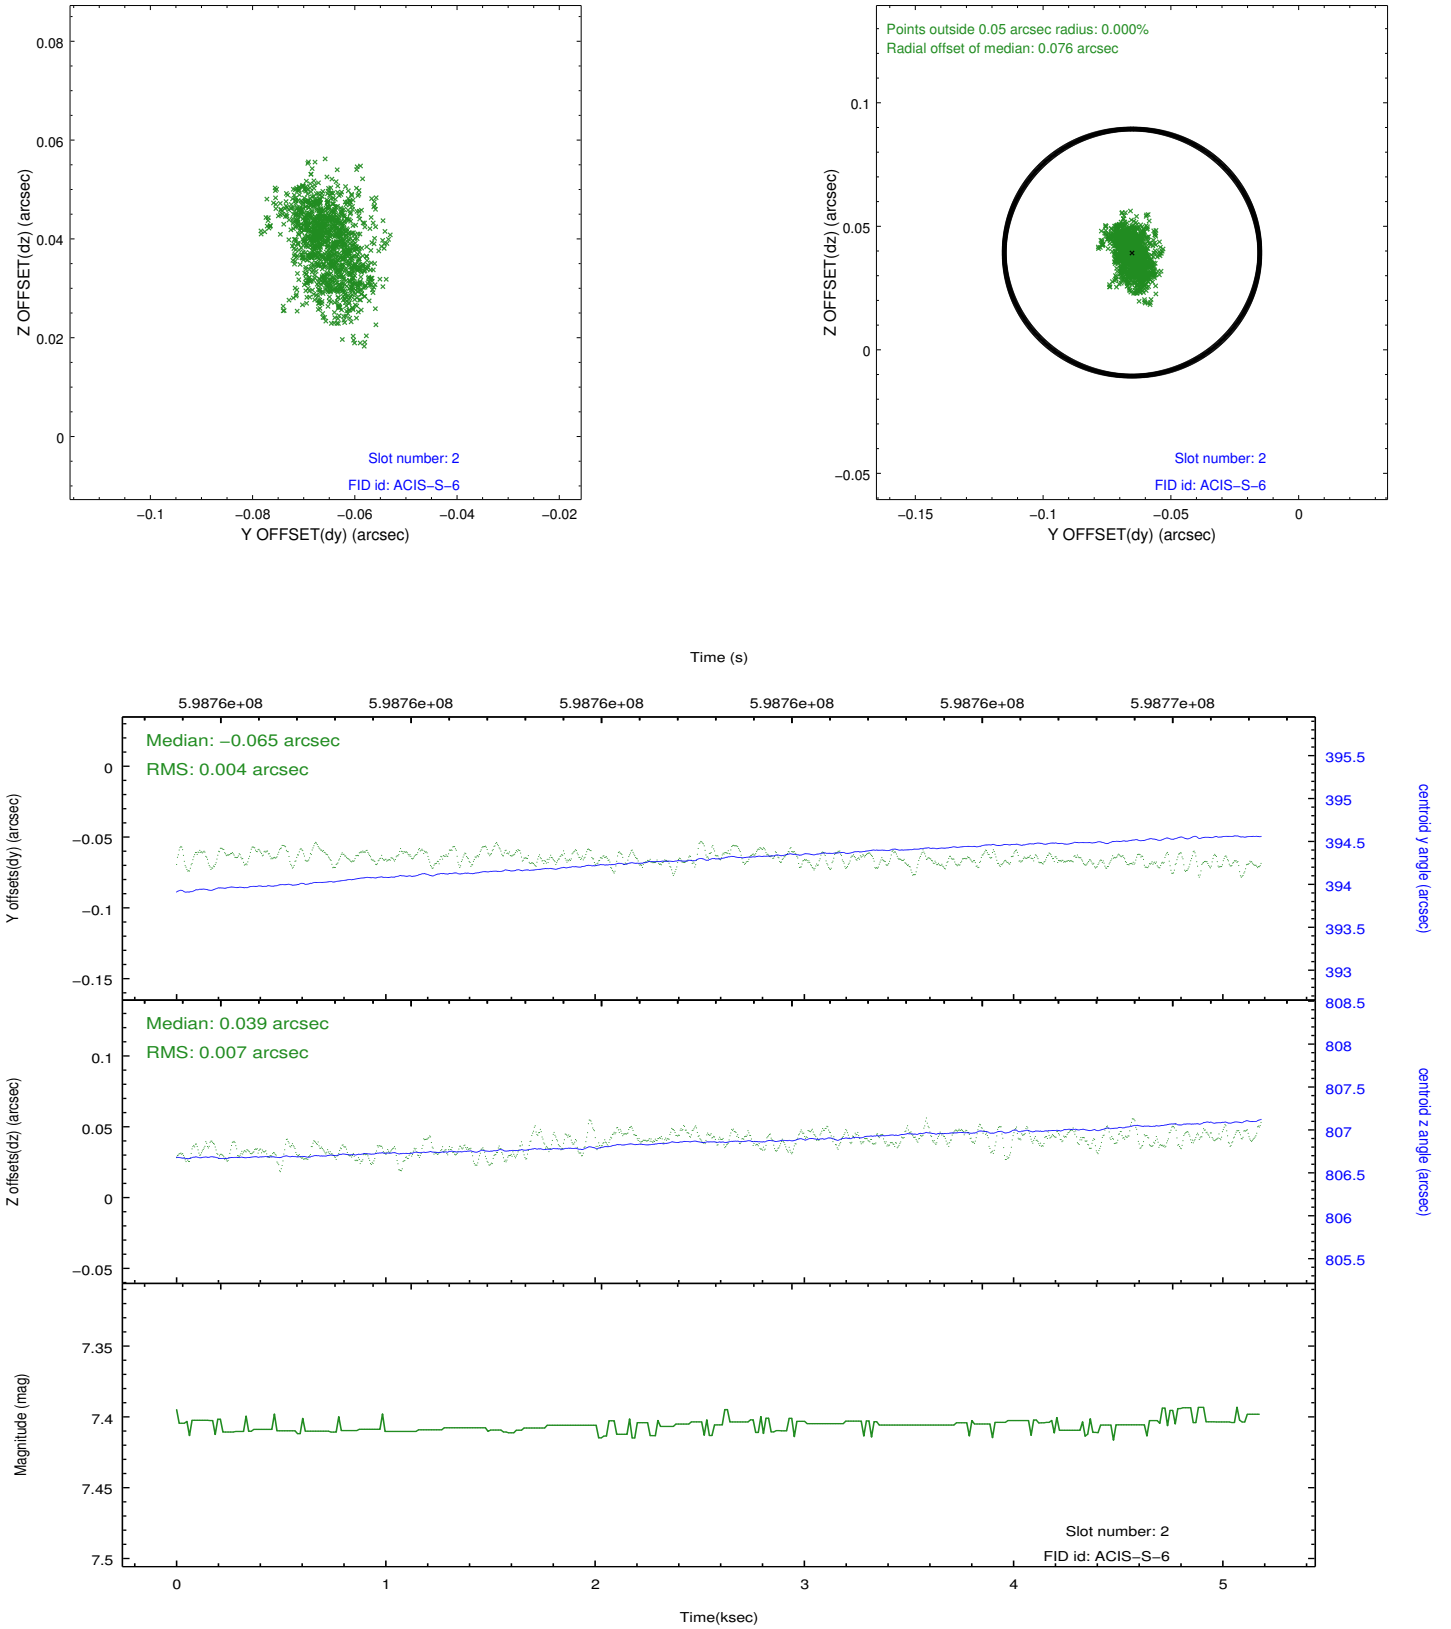 0.08
0.06
0.04
0.02
0
Z OFFSET(dz) (arcsec)
Slot number: 2
FID id: ACIS−S−6
−0.1
−0.08
−0.06
−0.04
−0.02
Y OFFSET(dy) (arcsec)
Points outside 0.05 arcsec radius: 0.000%
Radial offset of median: 0.076 arcsec
0.1
0.05
0
−0.05
Z OFFSET(dz) (arcsec)
Slot number: 2
FID id: ACIS−S−6
−0.15
−0.1
−0.05
0
Y OFFSET(dy) (arcsec)
Time (s)
5.9876e+08
5.9876e+08
5.9876e+08
5.9876e+08
5.9876e+08
5.9877e+08
Median: −0.065 arcsec
RMS: 0.004 arcsec
0
−0.05
−0.1
−0.15
Y offsets(dy) (arcsec)
395.5
395
394.5
394
393.5
393
centroid y angle (arcsec)
Median: 0.039 arcsec
RMS: 0.007 arcsec
0.1
0.05
0
−0.05
Z offsets(dz) (arcsec)
808.5
808
807.5
807
806.5
806
805.5
centroid z angle (arcsec)
7.35
7.4
7.45
7.5
Magnitude (mag)
Slot number: 2
FID id: ACIS−S−6
0
1
2
3
4
5
Time(ksec)